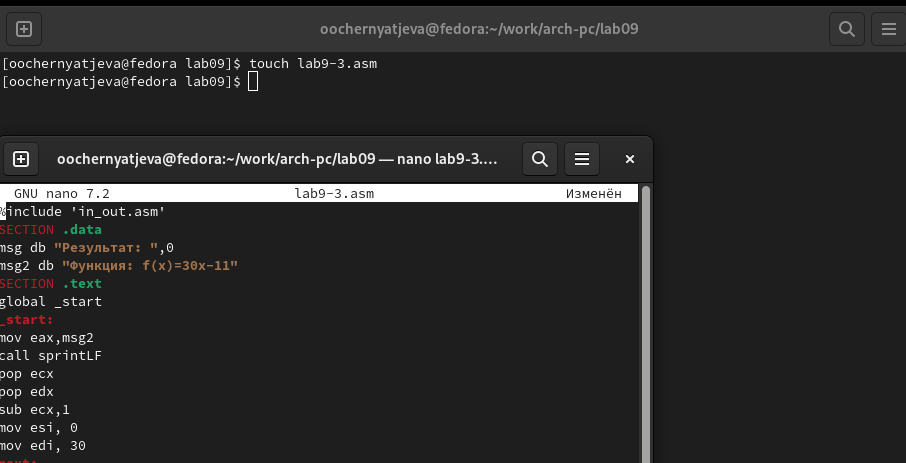 oochernyatjeva@fedora:~/work/arch-pc/lab09
[oochernyatjeva@fedora lab09]$ touch lab9-3.asm
[oochernyatjeva@fedora lab09]$
oochernyatjeva@fedora:~/work/arch-pc/lab09 — nano lab9-3....
GNU nano 7.2 lab9-3.asm Изменён
%include 'in_out.asm'
SECTION .data
msg db "Результат: ",0
msg2 db "Функция: f(x)=30x-11"
SECTION .text
global _start
_start:
mov eax,msg2
call sprintLF
pop ecx
pop edx
sub ecx,1
mov esi, 0
mov edi, 30